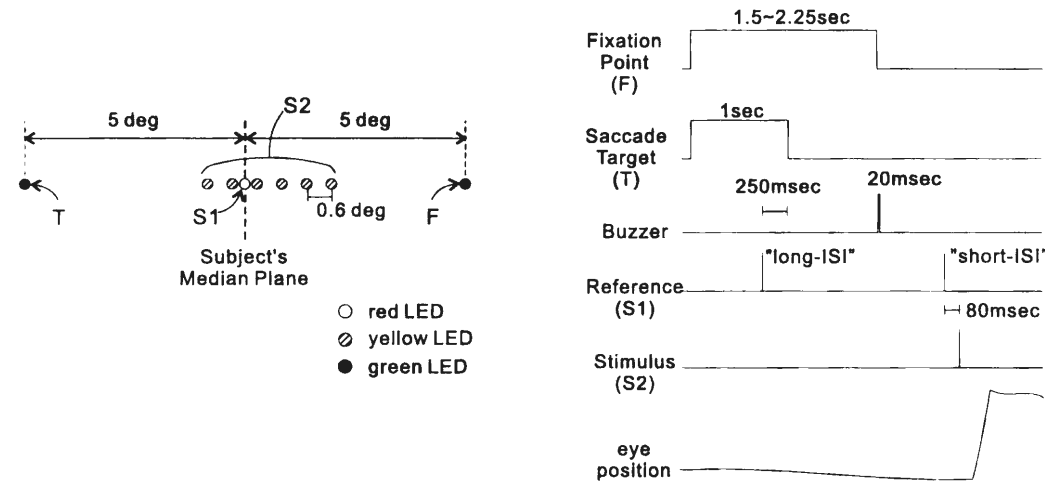 5 deg
S2
5 deg
T
S1
F
0.6 deg
Subject's
Median Plane
red LED
yellow LED
green LED
1.5~2.25sec
Fixation
Point
(F)
1sec
Saccade
Target
(T)
250msec
20msec
Buzzer
"long-ISI"
"short-ISI"
Reference
(S1)
80msec
Stimulus
(S2)
eye
position